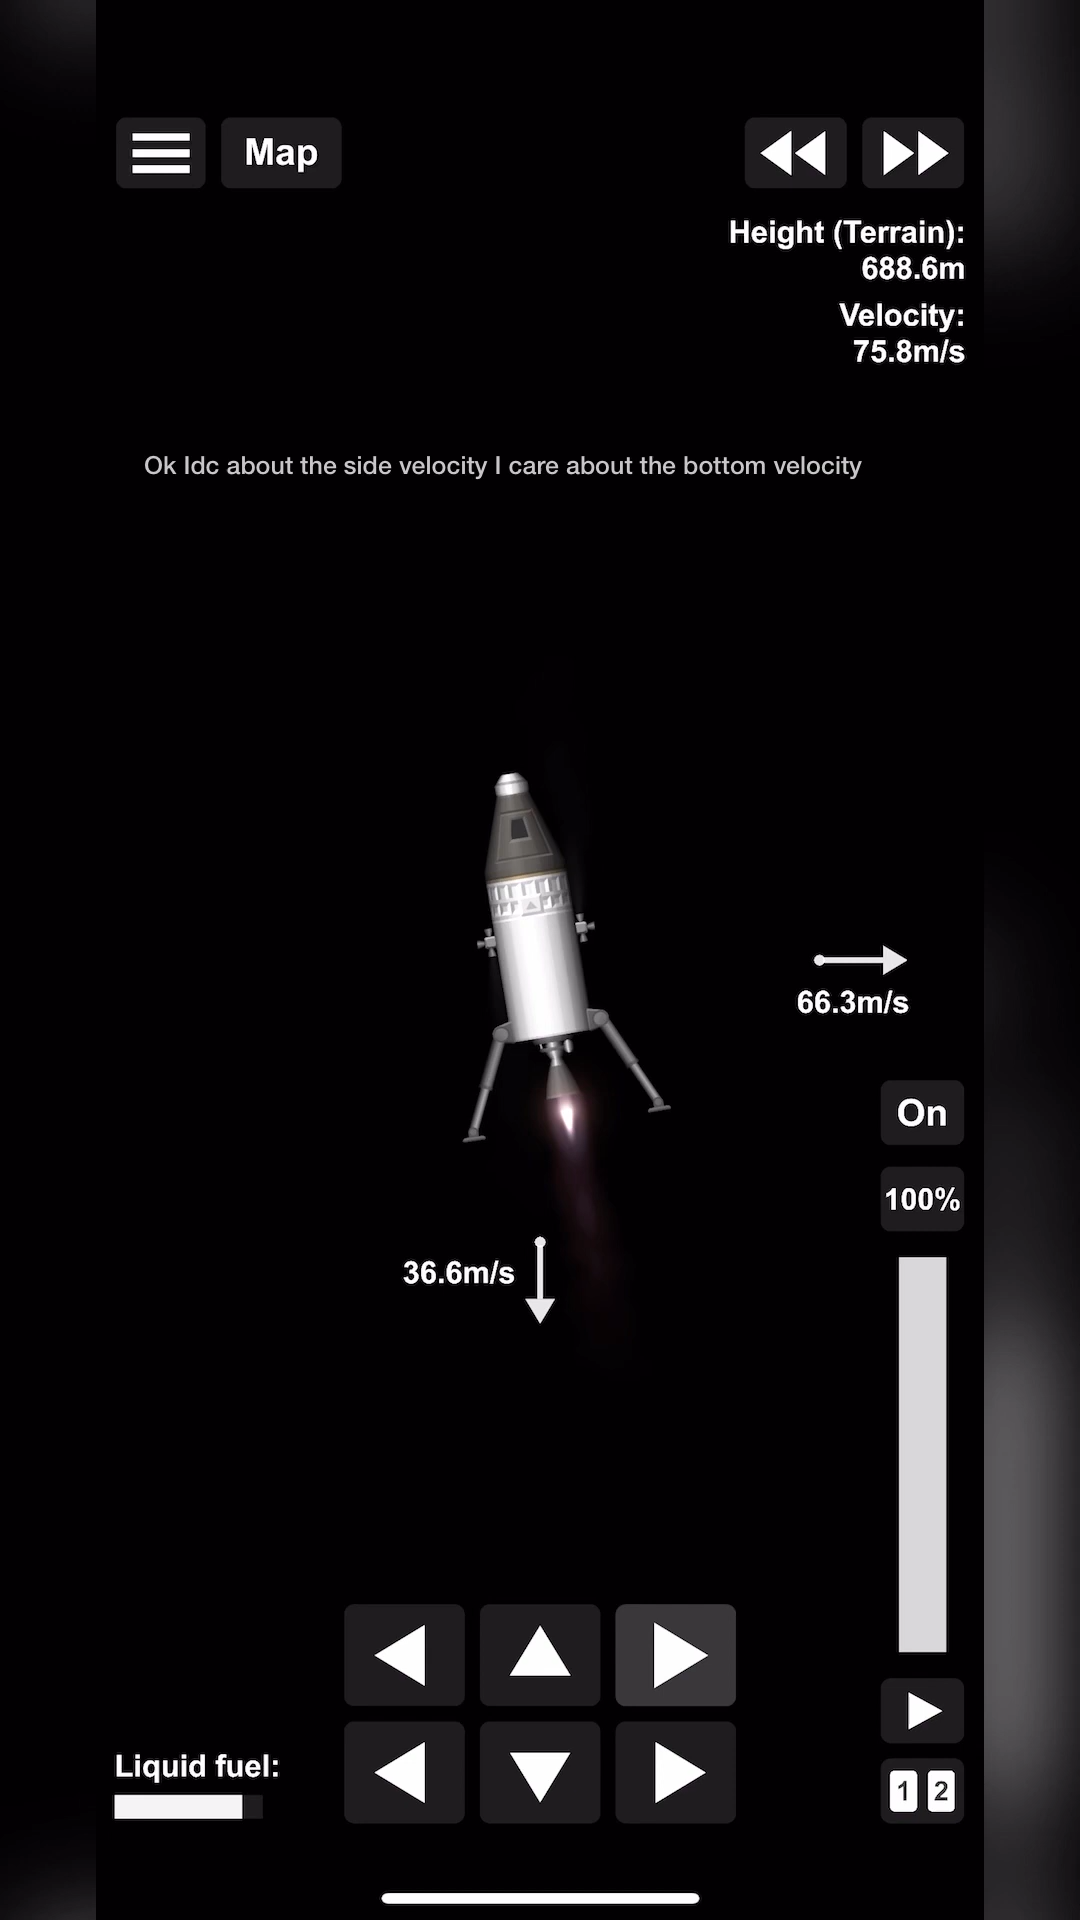 Map
Height (Terrain):
688.6m
Velocity:
75.8m/s
Ok Idc about the side velocity I care about the bottom velocity
66.3m/s
On
100%
36.6m/s
Liquid fuel:
1 2